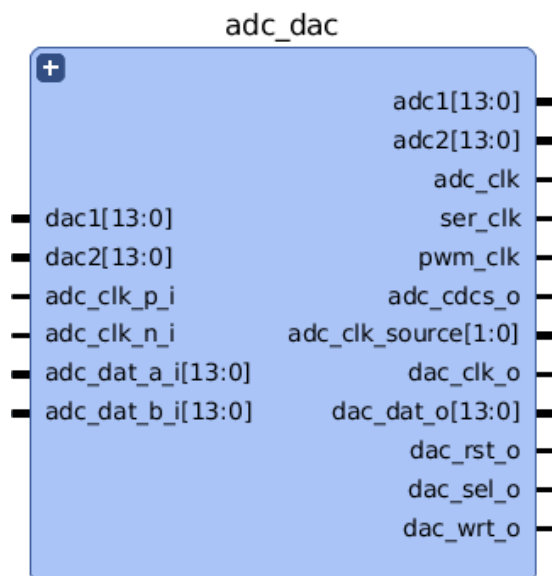 adc_dac
adc1[13:0]
adc2[13:0]
adc_clk
dac1[13:0] ser_clk
dac2[13:0] pwm_clk
adc_clk_p_i adc_cdcs_o
adc_clk_n_i adc_clk_source[1:0]
adc_dat_a_i[13:0] dac_clk_o
adc_dat_b_i[13:0] dac_dat_o[13:0]
dac_rst_o
dac_sel_o
dac_wrt_o